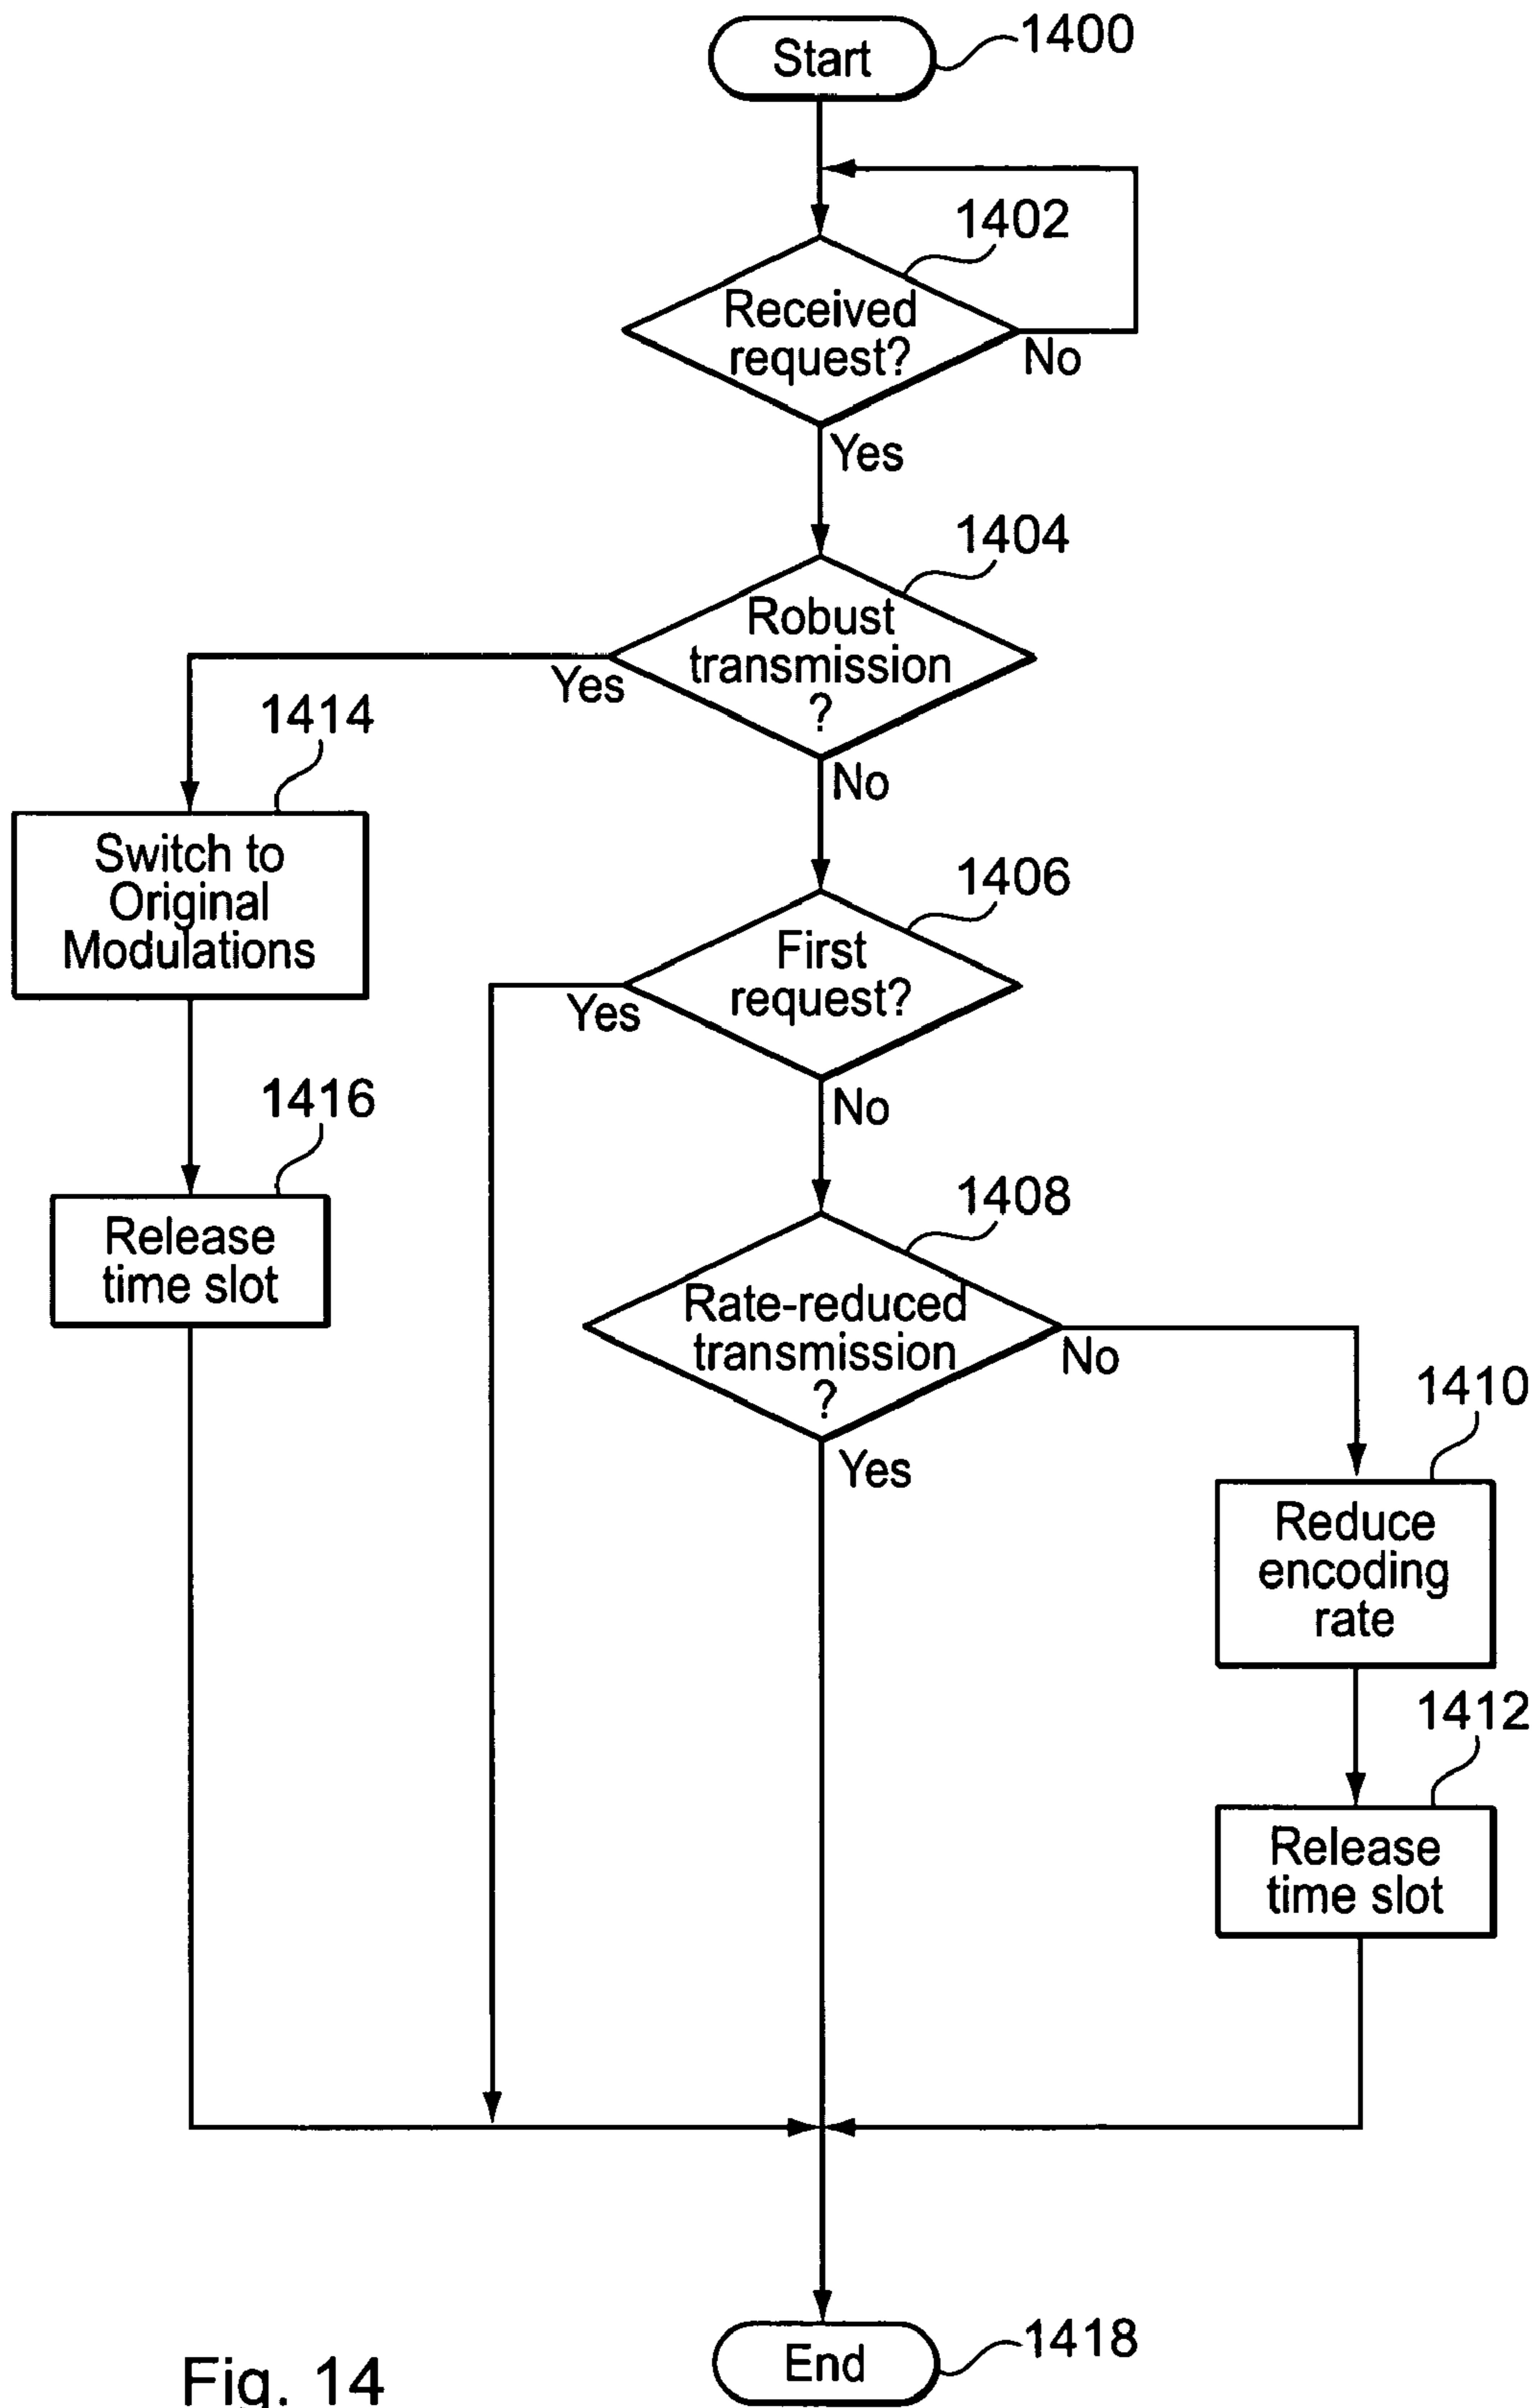 Start
1400
1402
Received
request?
No
Yes
1404
Robust
transmission
?
Yes
No
1414
Switch to
Original
Modulations
1406
First
request?
Yes
No
1416
Release
time slot
1408
Rate-reduced
transmission
?
No
Yes
1410
Reduce
encoding
rate
1412
Release
time slot
End
1418
Fig. 14